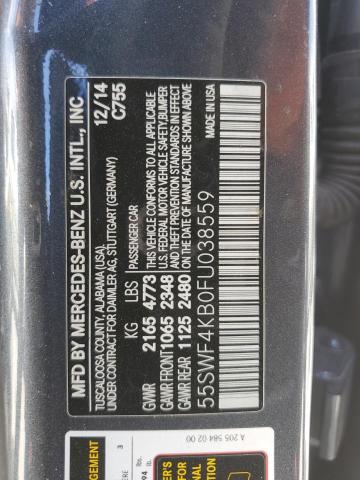 MFD BY MERCEDES-BENZ U.S. INTL., INC
TUSCALOOSA COUNTY, ALABAMA (USA)
UNDER CONTRACT FOR DAIMLER AG, STUTTGART (GERMANY)
12/14
C755
KG LBS
GVWR 2165 4773
GAWR FRONT 1065 2348
GAWR REAR 1125 2480
PASSENGER CAR
THIS VEHICLE CONFORMS TO ALL APPLICABLE
U.S. FEDERAL MOTOR VEHICLE SAFETY, BUMPER
AND THEFT PREVENTION STANDARDS IN EFFECT
ON THE DATE OF MANUFACTURE SHOWN ABOVE.
55SWF4KB0FU038559
A 205 584 02 00
3
lbs.